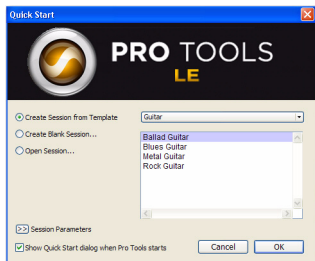 Quick Start
PRO TOOLS
LE
Create Session from Template
Guitar
Create Blank Session...
Open Session...
Ballad Guitar
Blues Guitar
Metal Guitar
Rock Guitar
>> Session Parameters
Show Quick Start dialog when Pro Tools starts
Cancel
OK